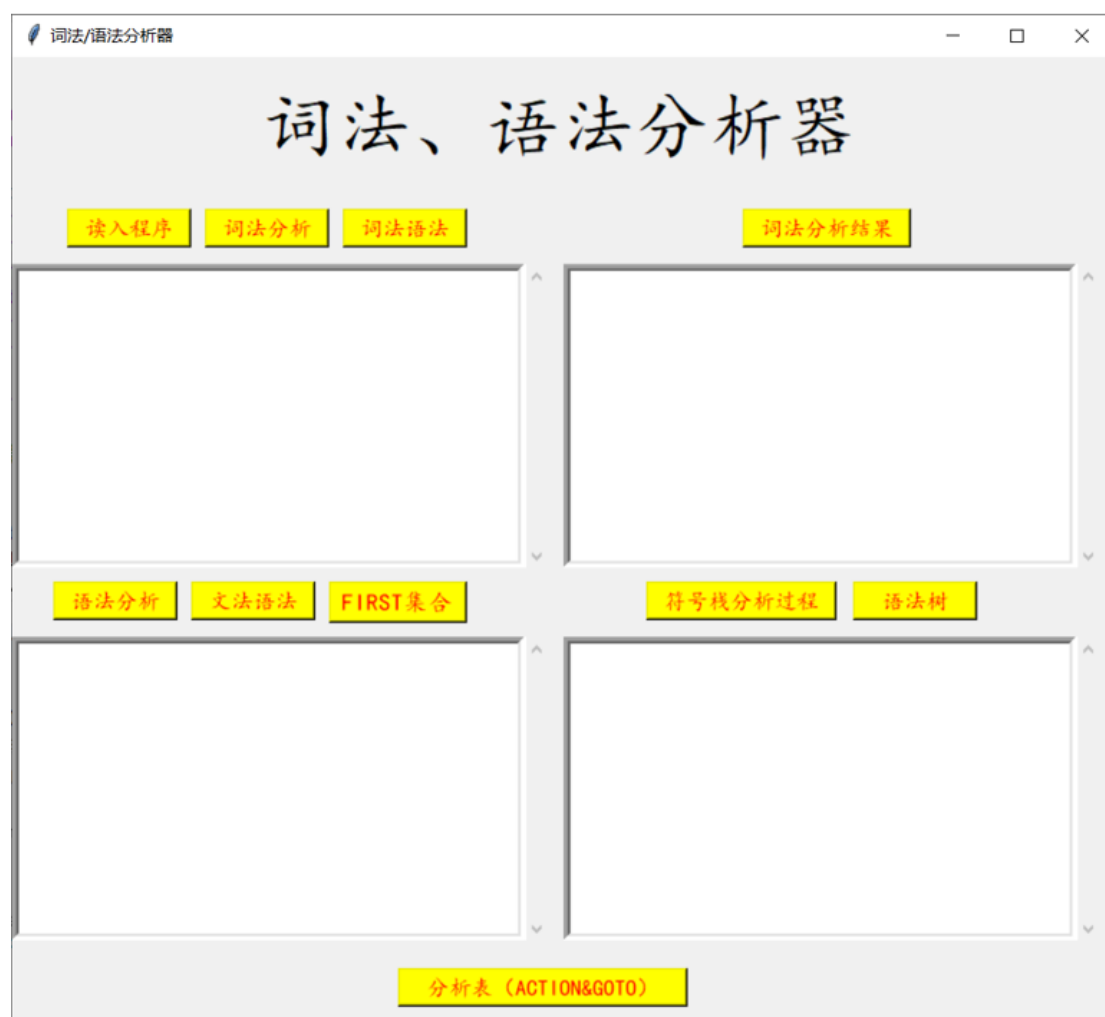 词法/语法分析器
词法、语法分析器
读入程序 词法分析 词法语法 词法分析结果
语法分析 文法语法 FIRST集合 符号栈分析过程 语法树
分析表（ACTION&GOTO）